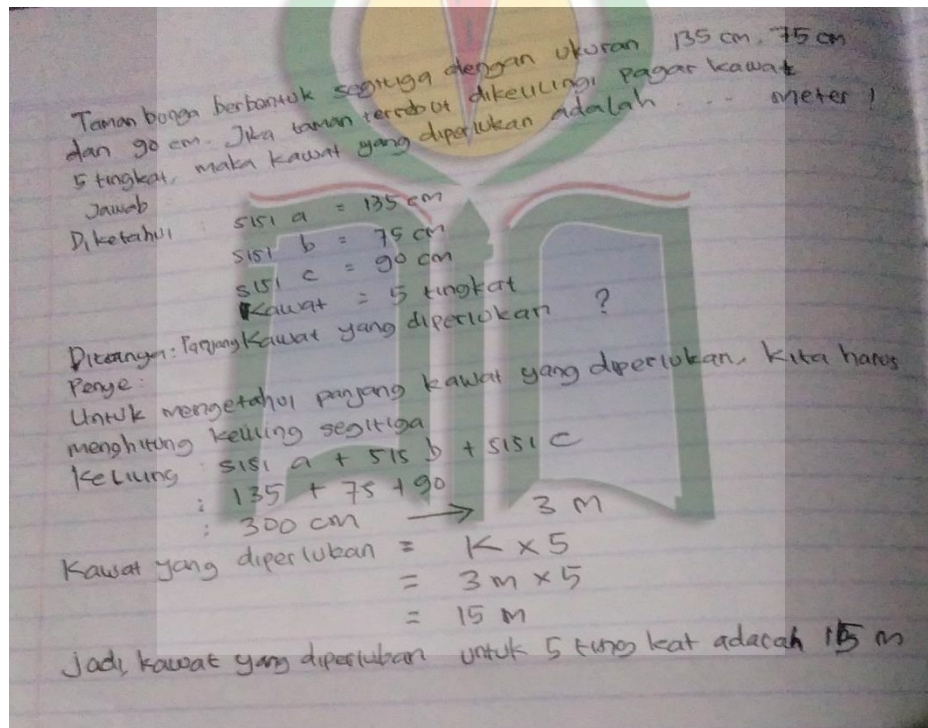 Taman bunga berbentuk segitiga dengan ukuran 135 cm, 75 cm
dan 90 cm. Jika taman tersebut dikelilingi pagar kawat
5 tingkat, maka kawat yang diperlukan adalah ... meter !
Jawab
Diketahui : sisi a = 135 cm
sisi b = 75 cm
sisi c = 90 cm
Kawat = 5 tingkat
Ditanya : Panjang kawat yang diperlukan ?
Penye :
Untuk mengetahui panjang kawat yang diperlukan, kita harus
menghitung keliling segitiga
Keliling : sisi a + sis b + sisi c
: 135 + 75 + 90
: 300 cm → 3 m
Kawat yang diperlukan = K x 5
= 3 m x 5
= 15 m
jadi, kawat yang diperlukan untuk 5 tingkat adalah 15 m